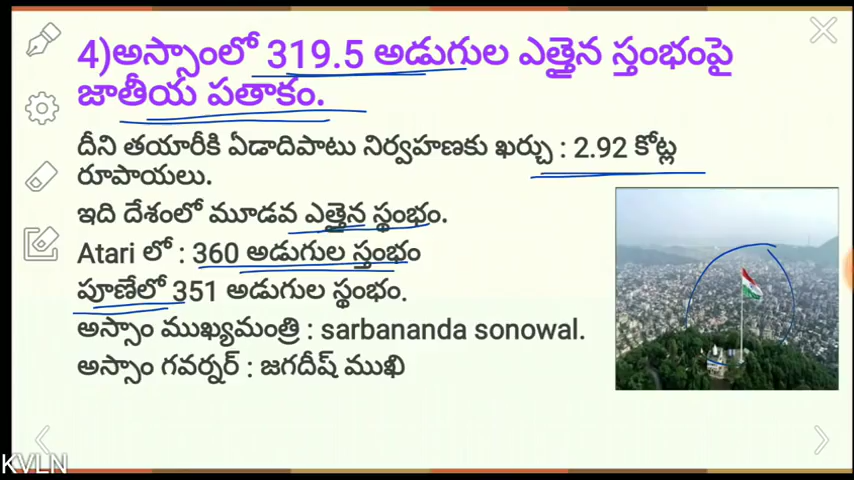 4)అస్సాంలో 319.5 అడుగుల ఎత్తైన స్తంభంపై
జాతీయ పతాకం.
దీని తయారీకి ఏడాదిపాటు నిర్వహణకు ఖర్చు : 2.92 కోట్ల
రూపాయలు.
ఇది దేశంలో మూడవ ఎత్తైన స్థంభం.
Atari లో : 360 అడుగుల స్తంభం
పూణేలో 351 అడుగుల స్థంభం.
అస్సాం ముఖ్యమంత్రి : sarbananda sonowal.
అస్సాం గవర్నర్ : జగదీష్ ముఖి
KVLN